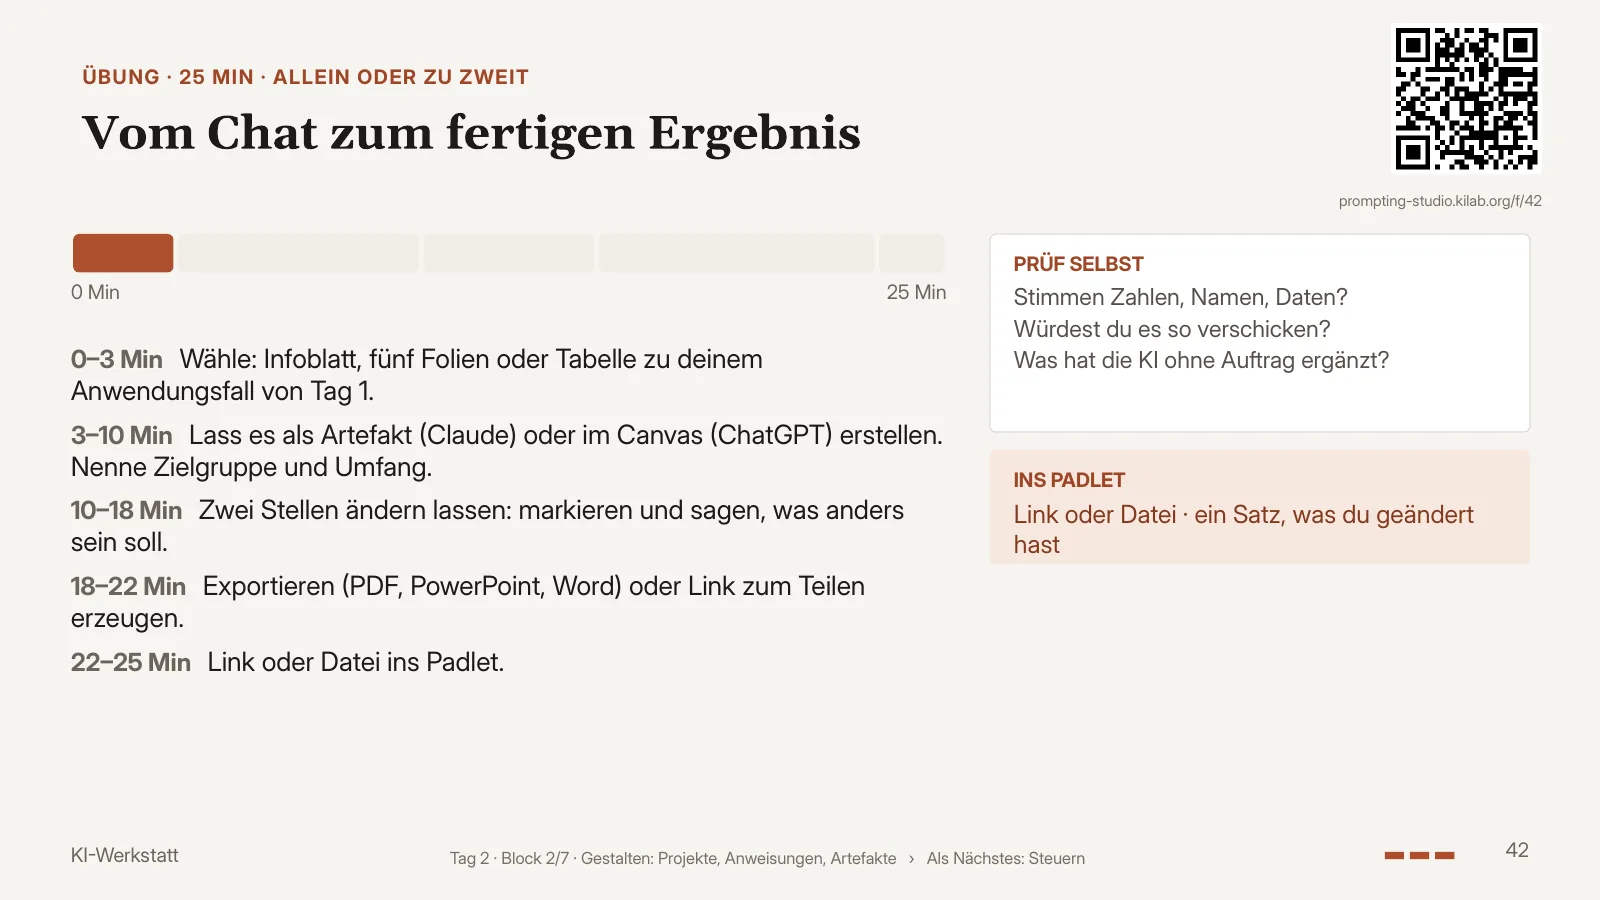 ÜBUNG · 25 MIN · ALLEIN ODER ZU ZWEIT
Vom Chat zum fertigen Ergebnis
prompting-studio.kilab.org/f/42
0 Min
25 Min
0–3 Min Wähle: Infoblatt, fünf Folien oder Tabelle zu deinem
Anwendungsfall von Tag 1.
3–10 Min Lass es als Artefakt (Claude) oder im Canvas (ChatGPT) erstellen.
Nenne Zielgruppe und Umfang.
10–18 Min Zwei Stellen ändern lassen: markieren und sagen, was anders
sein soll.
18–22 Min Exportieren (PDF, PowerPoint, Word) oder Link zum Teilen
erzeugen.
22–25 Min Link oder Datei ins Padlet.
PRÜF SELBST
Stimmen Zahlen, Namen, Daten?
Würdest du es so verschicken?
Was hat die KI ohne Auftrag ergänzt?
INS PADLET
Link oder Datei · ein Satz, was du geändert
hast
KI-Werkstatt
Tag 2 · Block 2/7 · Gestalten: Projekte, Anweisungen, Artefakte › Als Nächstes: Steuern
42